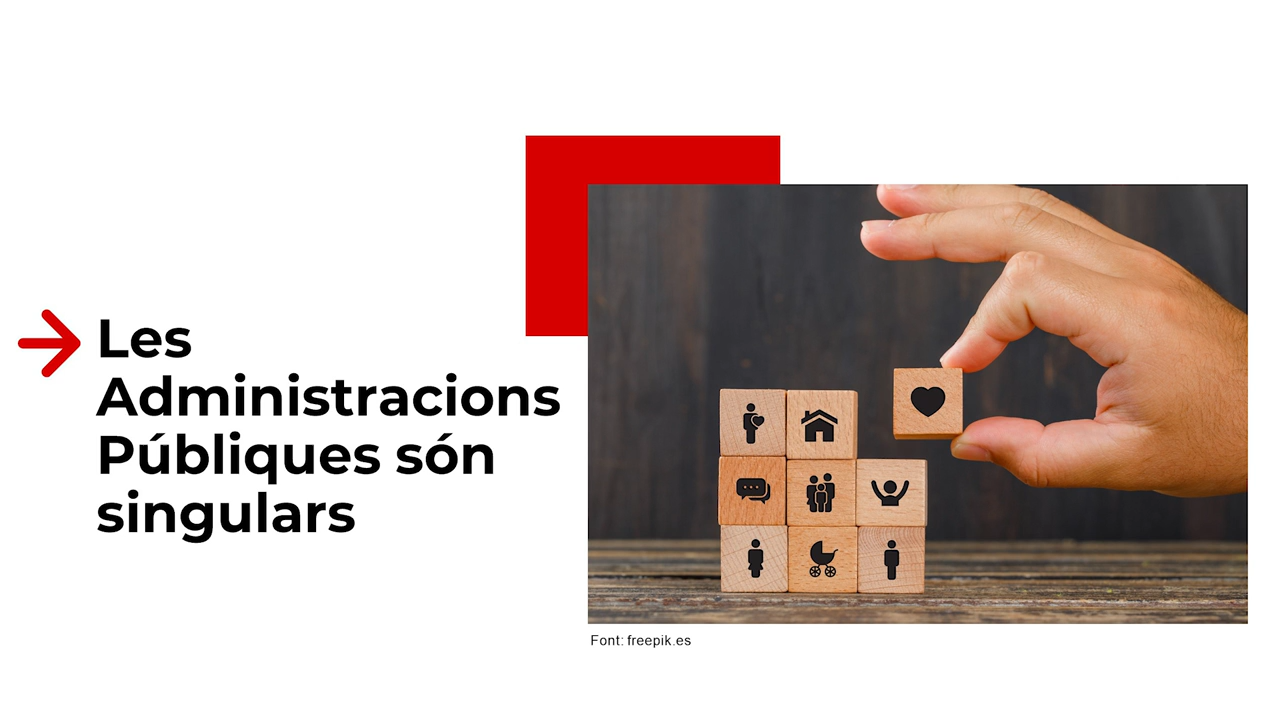 Les
Administracions
Públiques són
singulars
Font: freepik.es